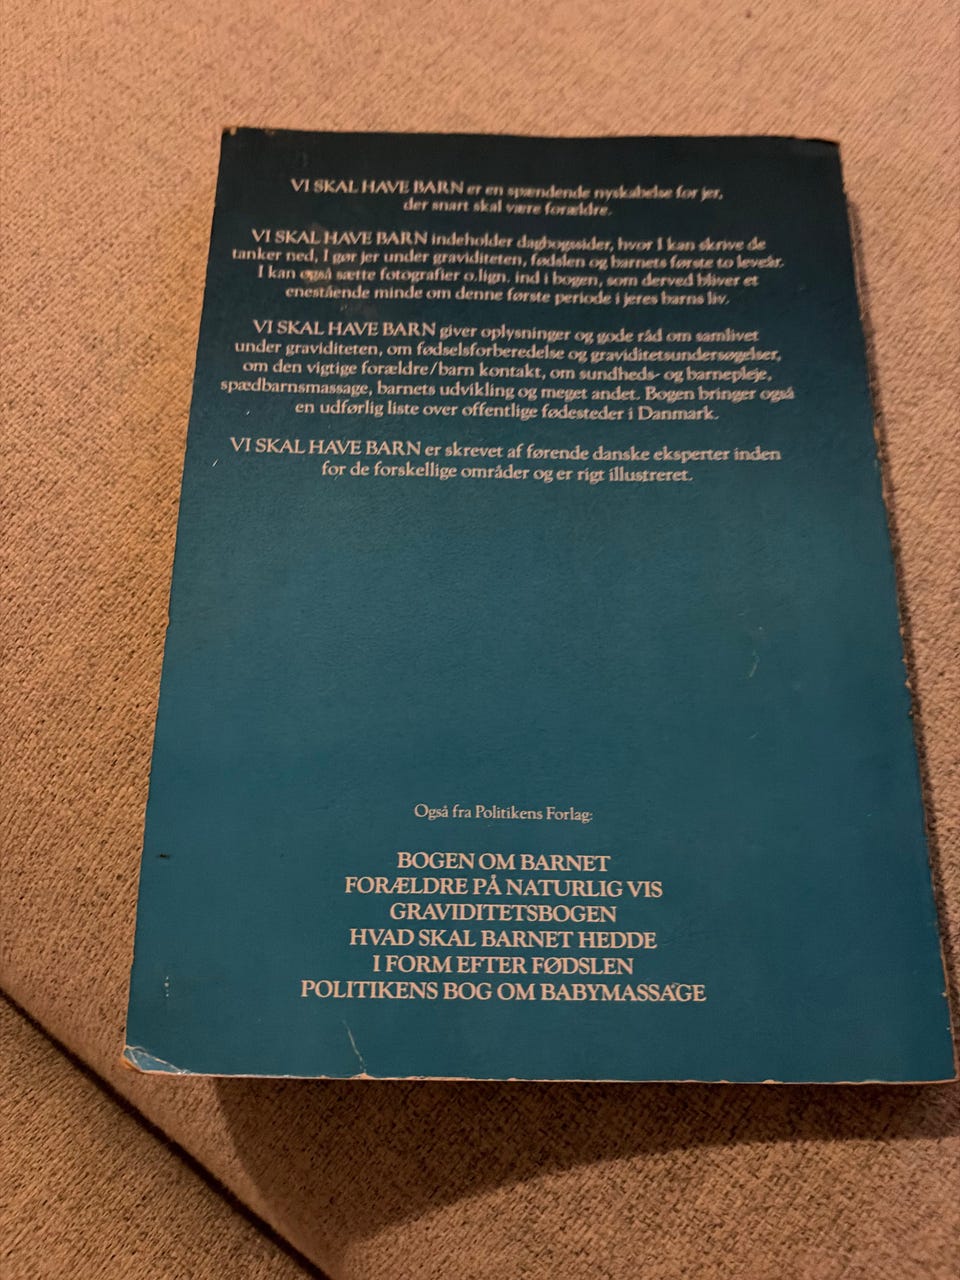 VI SKAL HAVE BARN er en spændende nyskabelse for jer,
der snart skal være forældre.
VI SKAL HAVE BARN indeholder dagbogssider, hvor I kan skrive de
tanker ned, I gør jer under graviditeten, fødslen og barnets første to leveår.
I kan også sætte fotografier o.lign. ind i bogen, som derved bliver et
enestående minde om denne første periode i jeres barns liv.
VI SKAL HAVE BARN giver oplysninger og gode råd om samlivet
under graviditeten, om fødselsforberedelse og graviditetsundersøgelser,
om den vigtige forældre/barn kontakt, om sundheds- og barnepleje,
spædbarnsmassage, barnets udvikling og meget andet. Bogen bringer også
en udførlig liste over offentlige fødesteder i Danmark.
VI SKAL HAVE BARN er skrevet af førende danske eksperter inden
for de forskellige områder og er rigt illustreret.
Også fra Politikens Forlag:
BOGEN OM BARNET
FORÆLDRE PÅ NATURLIG VIS
GRAVIDITETSBOGEN
HVAD SKAL BARNET HEDDE
I FORM EFTER FØDSLEN
POLITIKENS BOG OM BABYMASSAGE